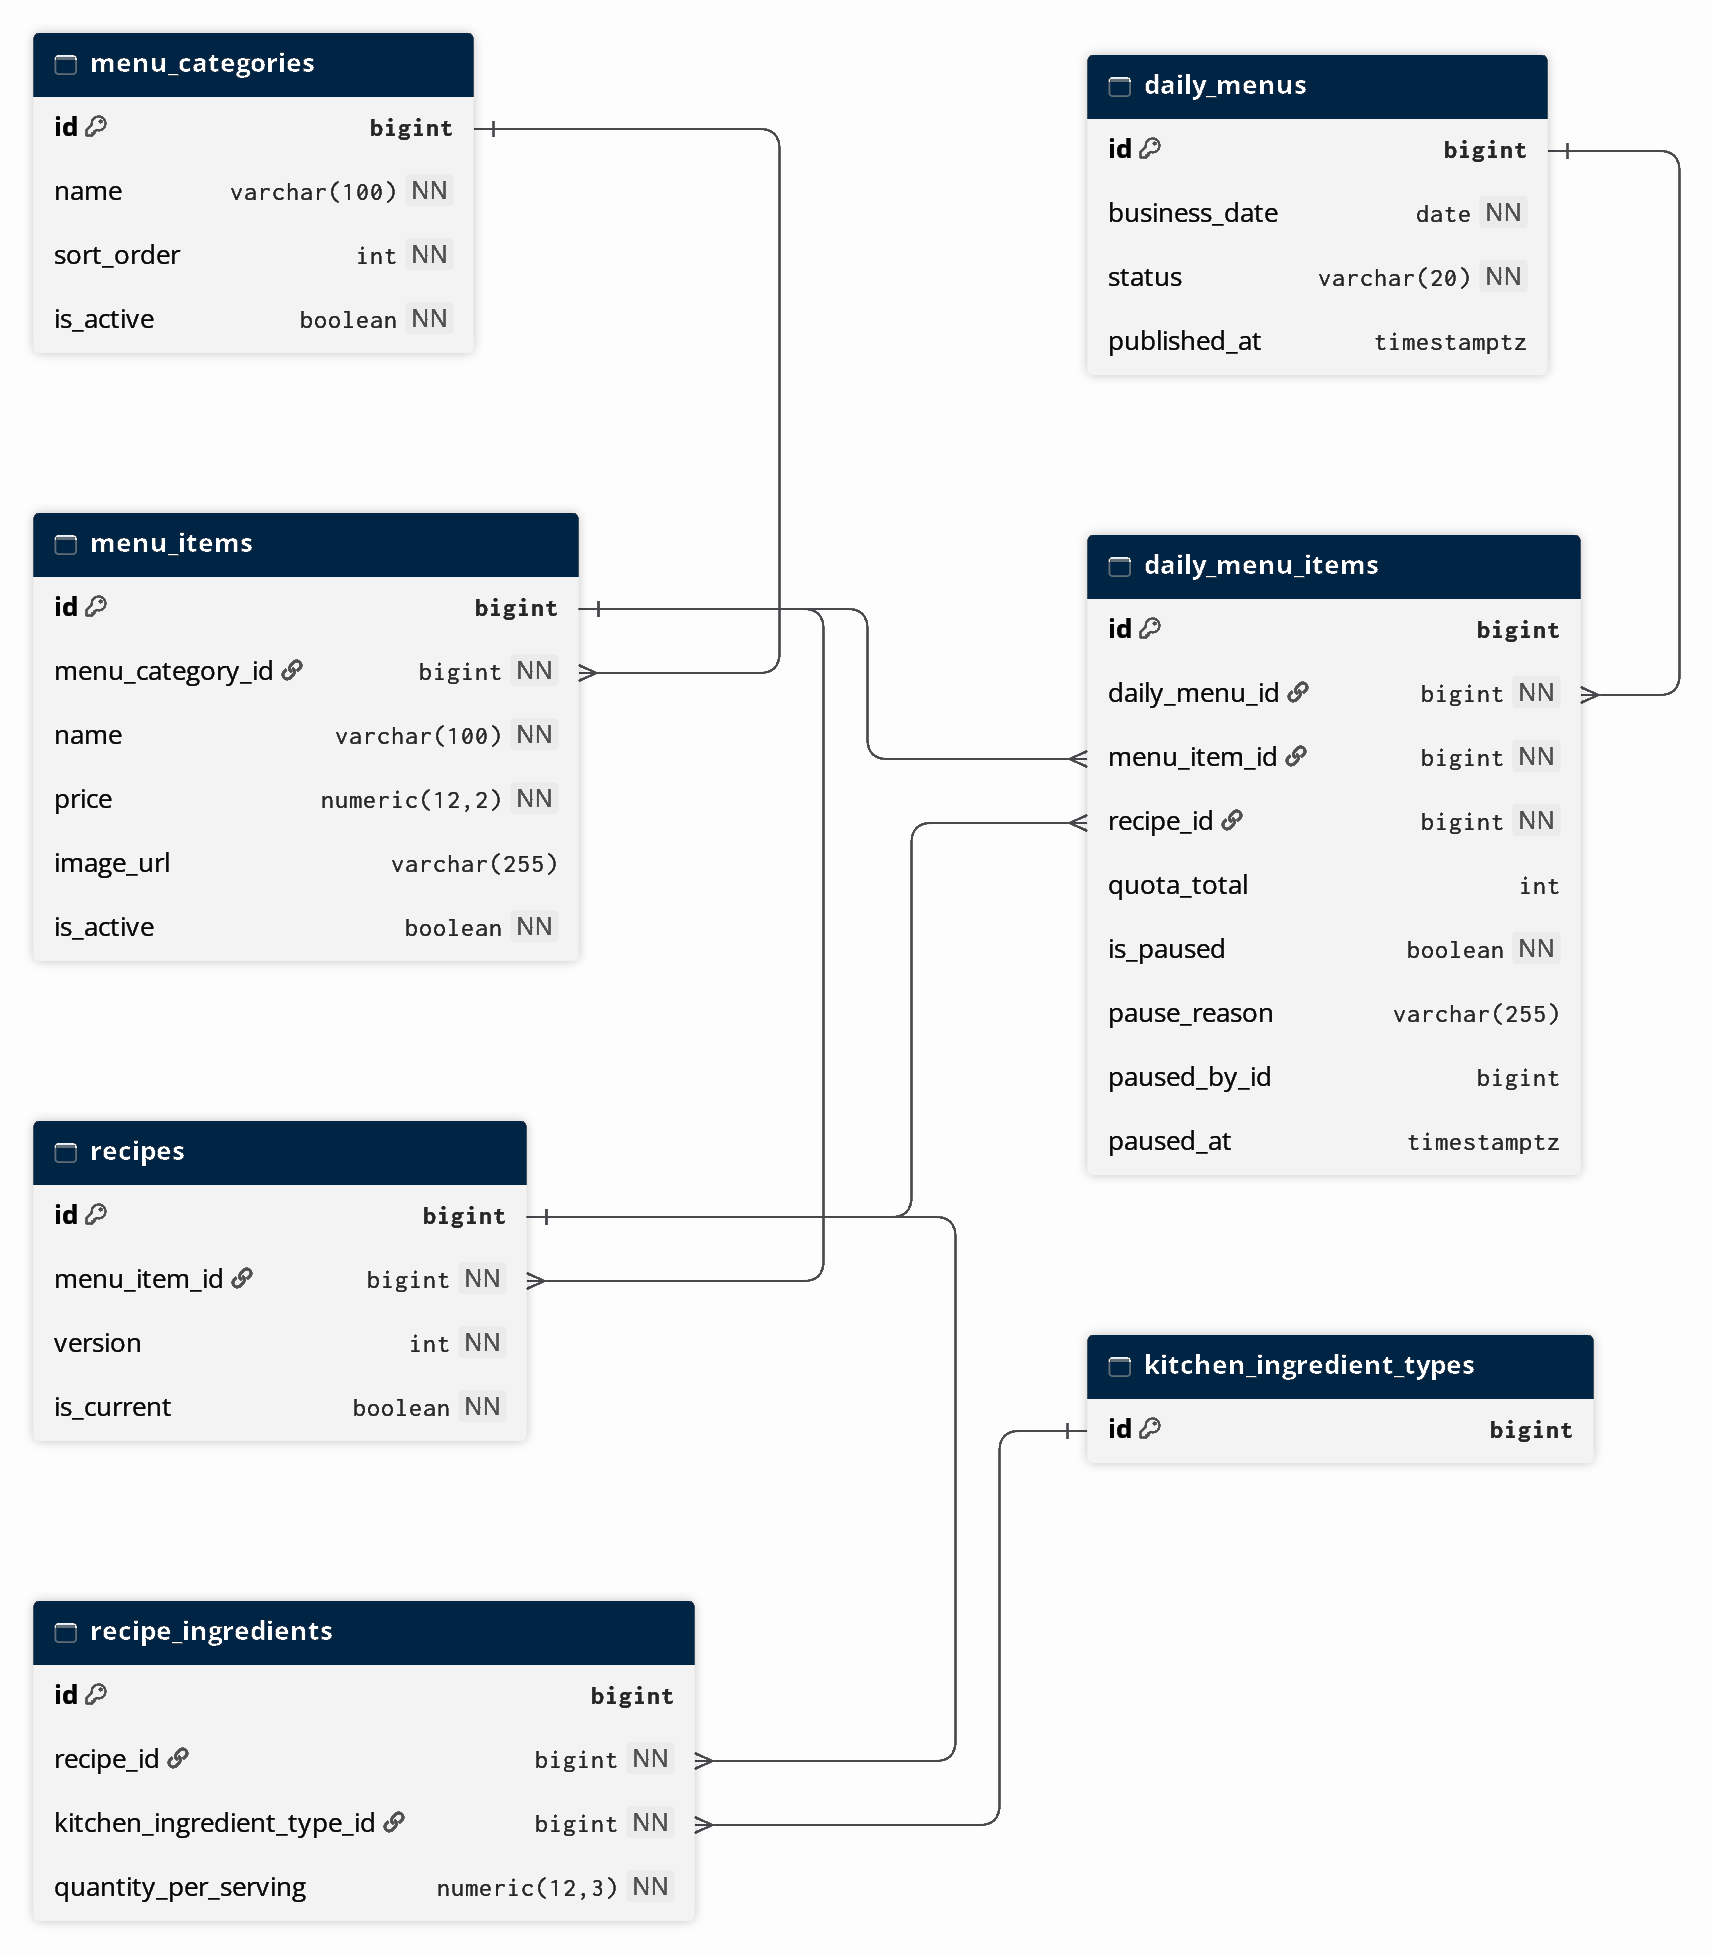 menu_categories
id bigint
name varchar(100) NN
sort_order int NN
is_active boolean NN
daily_menus
id bigint
business_date date NN
status varchar(20) NN
published_at timestamptz
menu_items
id bigint
menu_category_id bigint NN
name varchar(100) NN
price numeric(12,2) NN
image_url varchar(255)
is_active boolean NN
daily_menu_items
id bigint
daily_menu_id bigint NN
menu_item_id bigint NN
recipe_id bigint NN
quota_total int
is_paused boolean NN
pause_reason varchar(255)
paused_by_id bigint
paused_at timestamptz
recipes
id bigint
menu_item_id bigint NN
version int NN
is_current boolean NN
kitchen_ingredient_types
id bigint
recipe_ingredients
id bigint
recipe_id bigint NN
kitchen_ingredient_type_id bigint NN
quantity_per_serving numeric(12,3) NN